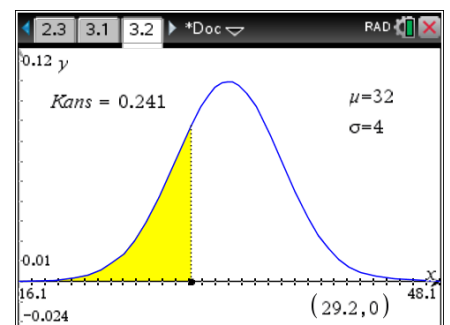 2.3 3.1 3.2 *Doc RAD
0.12 y
Kans = 0.241
μ=32
σ=4
0.01
x
16.1
48.1
(29.2,0)
-0.024